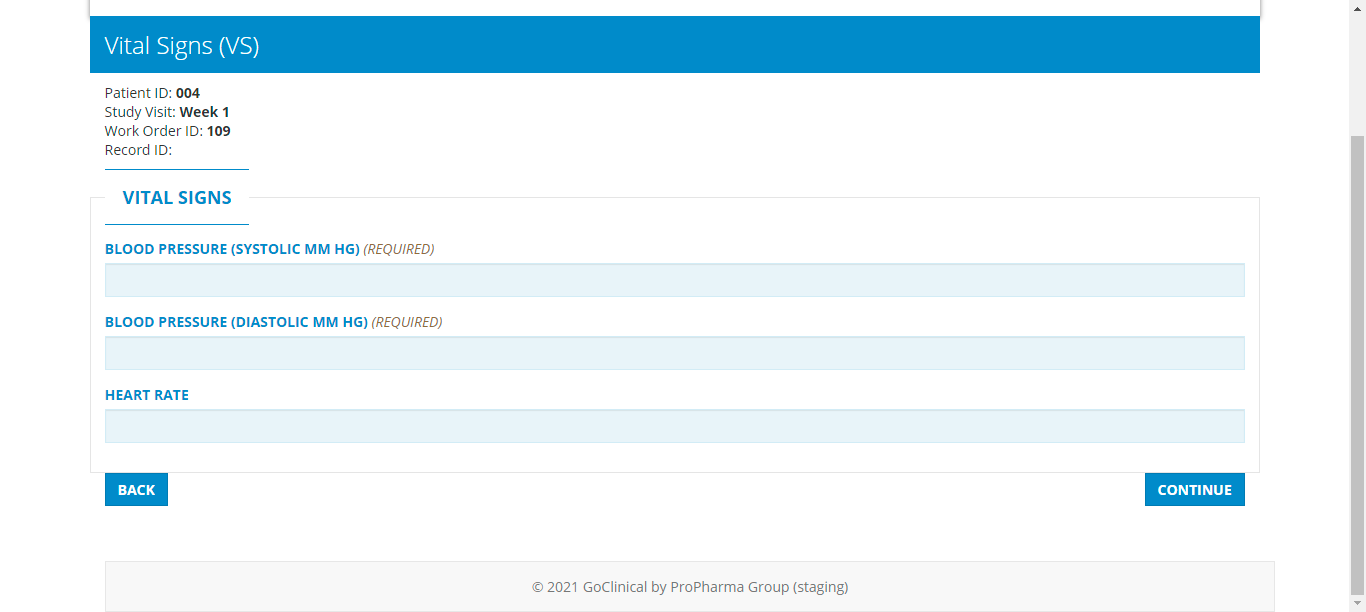 Vital Signs (VS)
Patient ID: 004
Study Visit: Week 1
Work Order ID: 109
Record ID:
VITAL SIGNS
BLOOD PRESSURE (SYSTOLIC MM HG) (REQUIRED)
BLOOD PRESSURE (DIASTOLIC MM HG) (REQUIRED)
HEART RATE
BACK
CONTINUE
© 2021 GoClinical by ProPharma Group (staging)